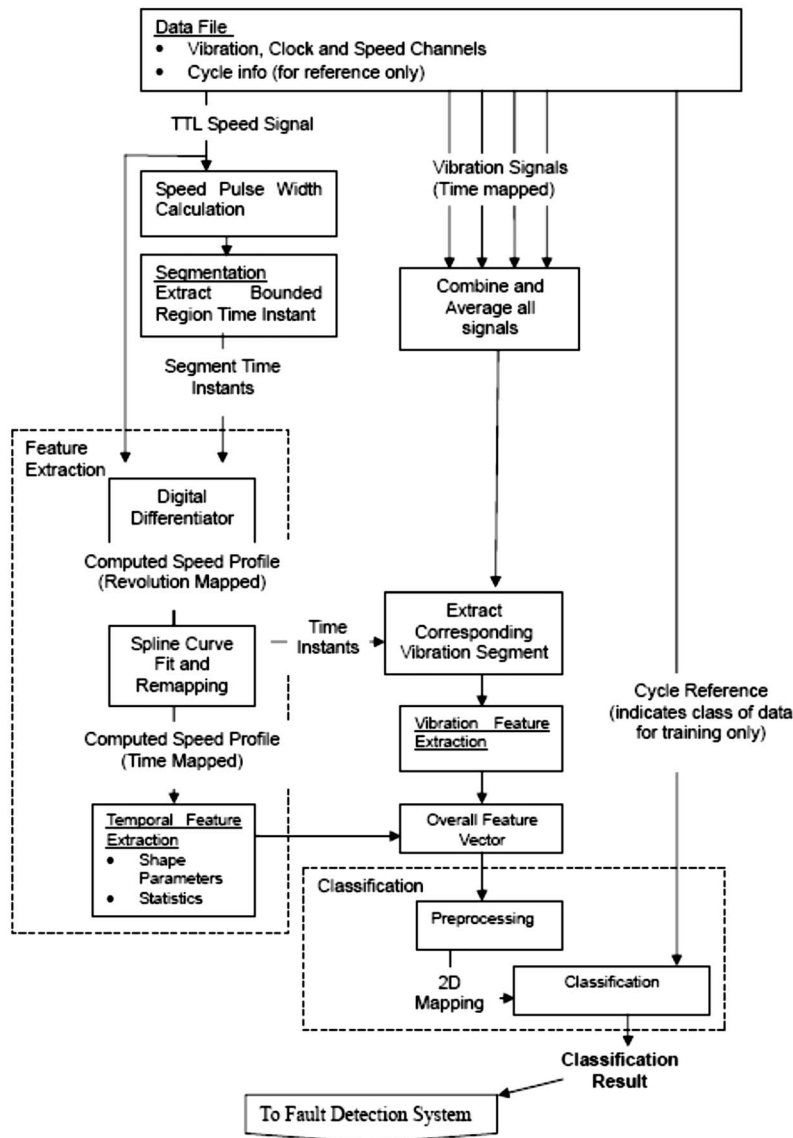 Data File
• Vibration, Clock and Speed Channels
• Cycle info (for reference only)
TTL Speed Signal
Vibration Signals
(Time mapped)
Speed Pulse Width
Calculation
Segmentation
Extract Bounded
Region Time Instant
Combine and
Average all
signals
Segment Time
Instants
Feature
Extraction
Digital
Differentiator
Computed Speed Profile
(Revolution Mapped)
Spline Curve
Fit and
Remapping
Time
Instants
Extract
Corresponding
Vibration Segment
Cycle Reference
(indicates class of data
for training only)
Computed Speed Profile
(Time Mapped)
Vibration Feature
Extraction
Temporal Feature
Extraction
• Shape
Parameters
• Statistics
Overall Feature
Vector
Classification
Preprocessing
2D
Mapping
Classification
Classification
Result
To Fault Detection System